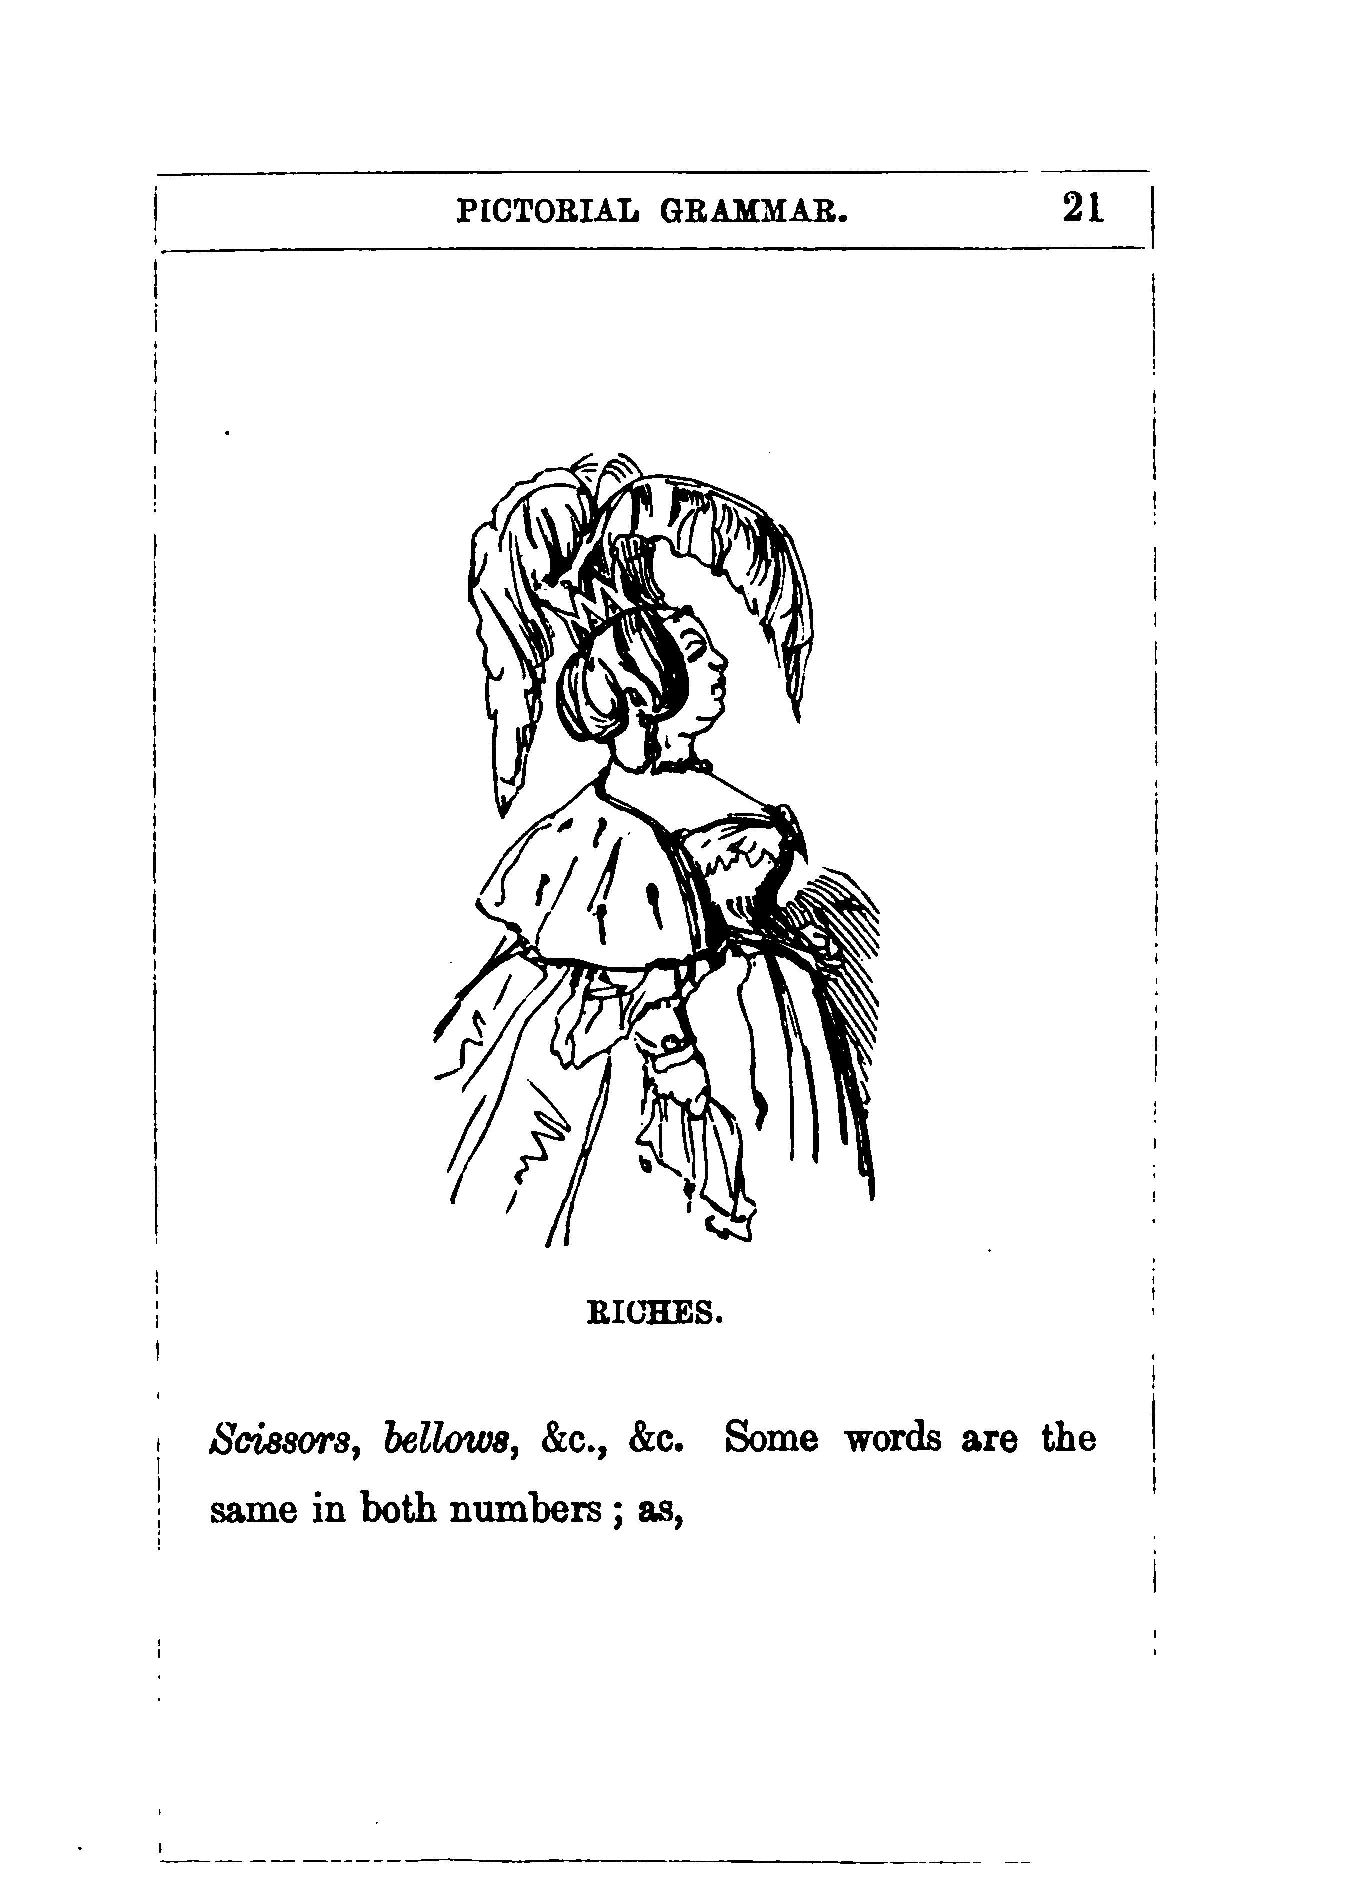 PICTORIAL GRAMMAR. 21
RICHES.
Scissors, bellows, &c., &c. Some words are the
same in both numbers ; as,